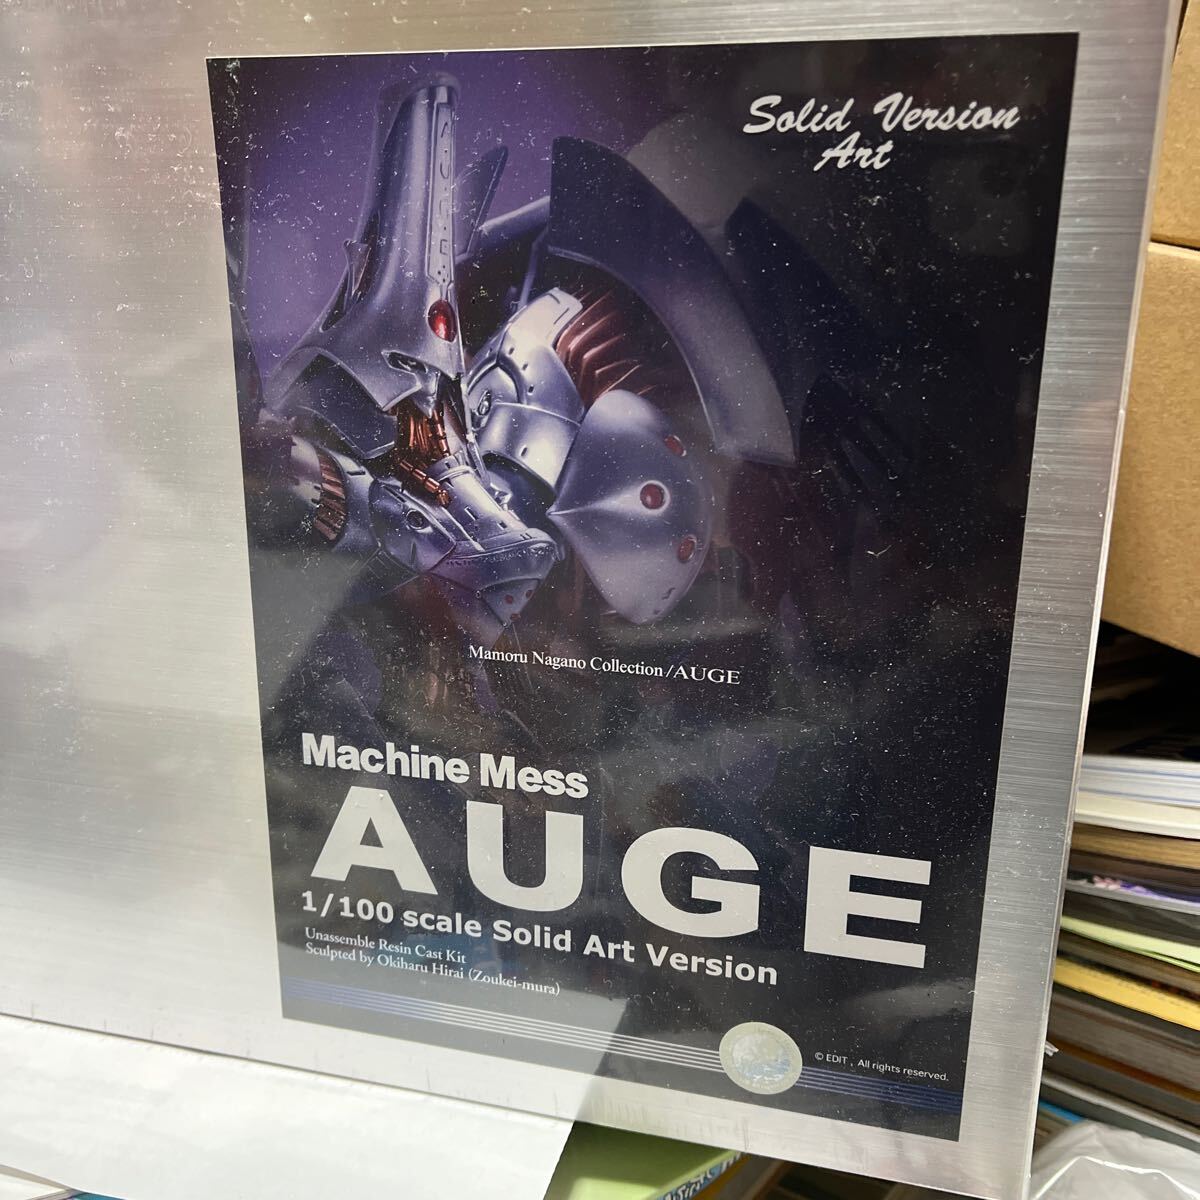 Solid Version
Art
AUGE
Mamoru Nagano Collection/AUGE
Machine Mess
AUGE
1/100 scale Solid Art Version
Unassemble Resin Cast Kit
Sculpted by Okiharu Hirai (Zoukei-mura)
© EDIT , All rights reserved.